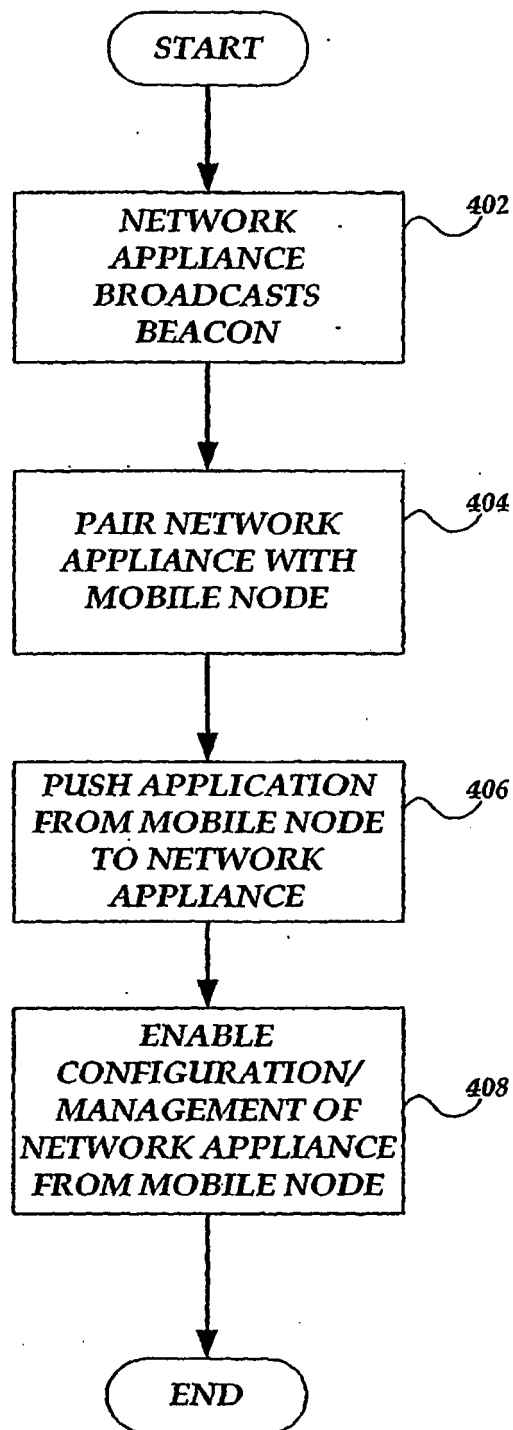 START
402
NETWORK
APPLIANCE
BROADCASTS
BEACON
404
PAIR NETWORK
APPLIANCE WITH
MOBILE NODE
406
PUSH APPLICATION
FROM MOBILE NODE
TO NETWORK
APPLIANCE
408
ENABLE
CONFIGURATION/
MANAGEMENT OF
NETWORK APPLIANCE
FROM MOBILE NODE
END